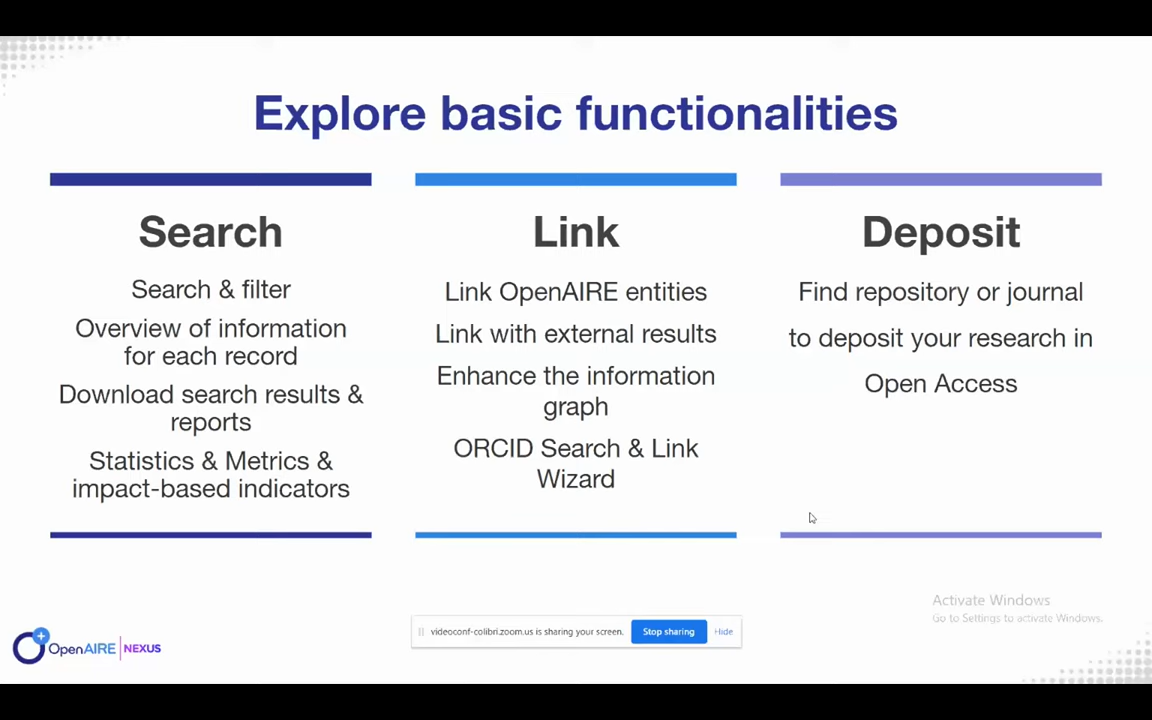 Explore basic functionalities
Search
Search & filter
Overview of information
for each record
Download search results &
reports
Statistics & Metrics &
impact-based indicators
Link
Link OpenAIRE entities
Link with external results
Enhance the information
graph
ORCID Search & Link
Wizard
Deposit
Find repository or journal
to deposit your research in
Open Access
Activate Windows
Go to Settings to activate Windows.
videoconf-colibri.zoom.us is sharing your screen.
Stop sharing
Hide
OpenAIRE NEXUS